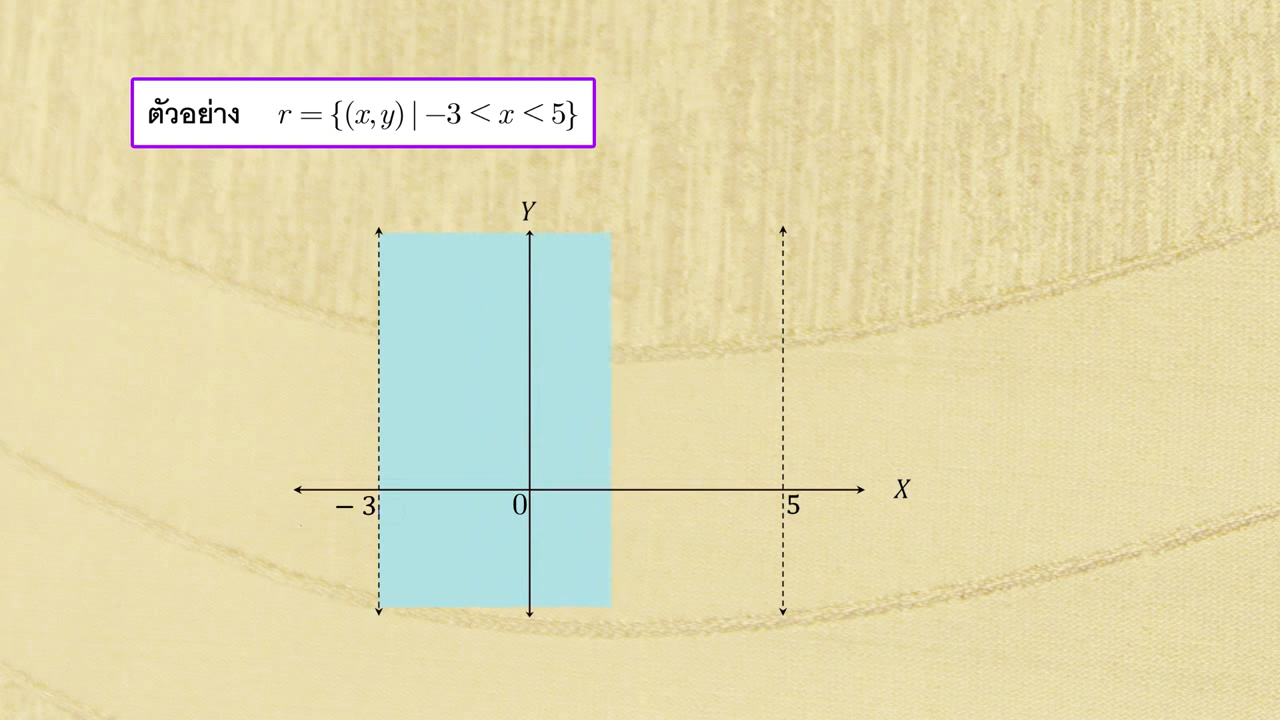 ตัวอย่าง r = {(x, y) | −3 < x < 5}
Y
− 3 0 5 X